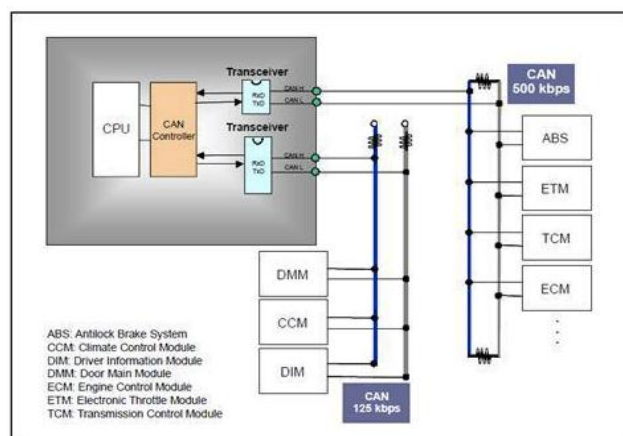 Transceiver
CAN H
RxD
TxD
CAN L
CPU
CAN
Controller
Transceiver
CAN H
RxD
TxD
CAN L
CAN
500 kbps
ABS
ETM
TCM
ECM
DMM
CCM
DIM
CAN
125 kbps
ABS: Antilock Brake System
CCM: Climate Control Module
DIM: Driver Information Module
DMM: Door Main Module
ECM: Engine Control Module
ETM: Electronic Throttle Module
TCM: Transmission Control Module